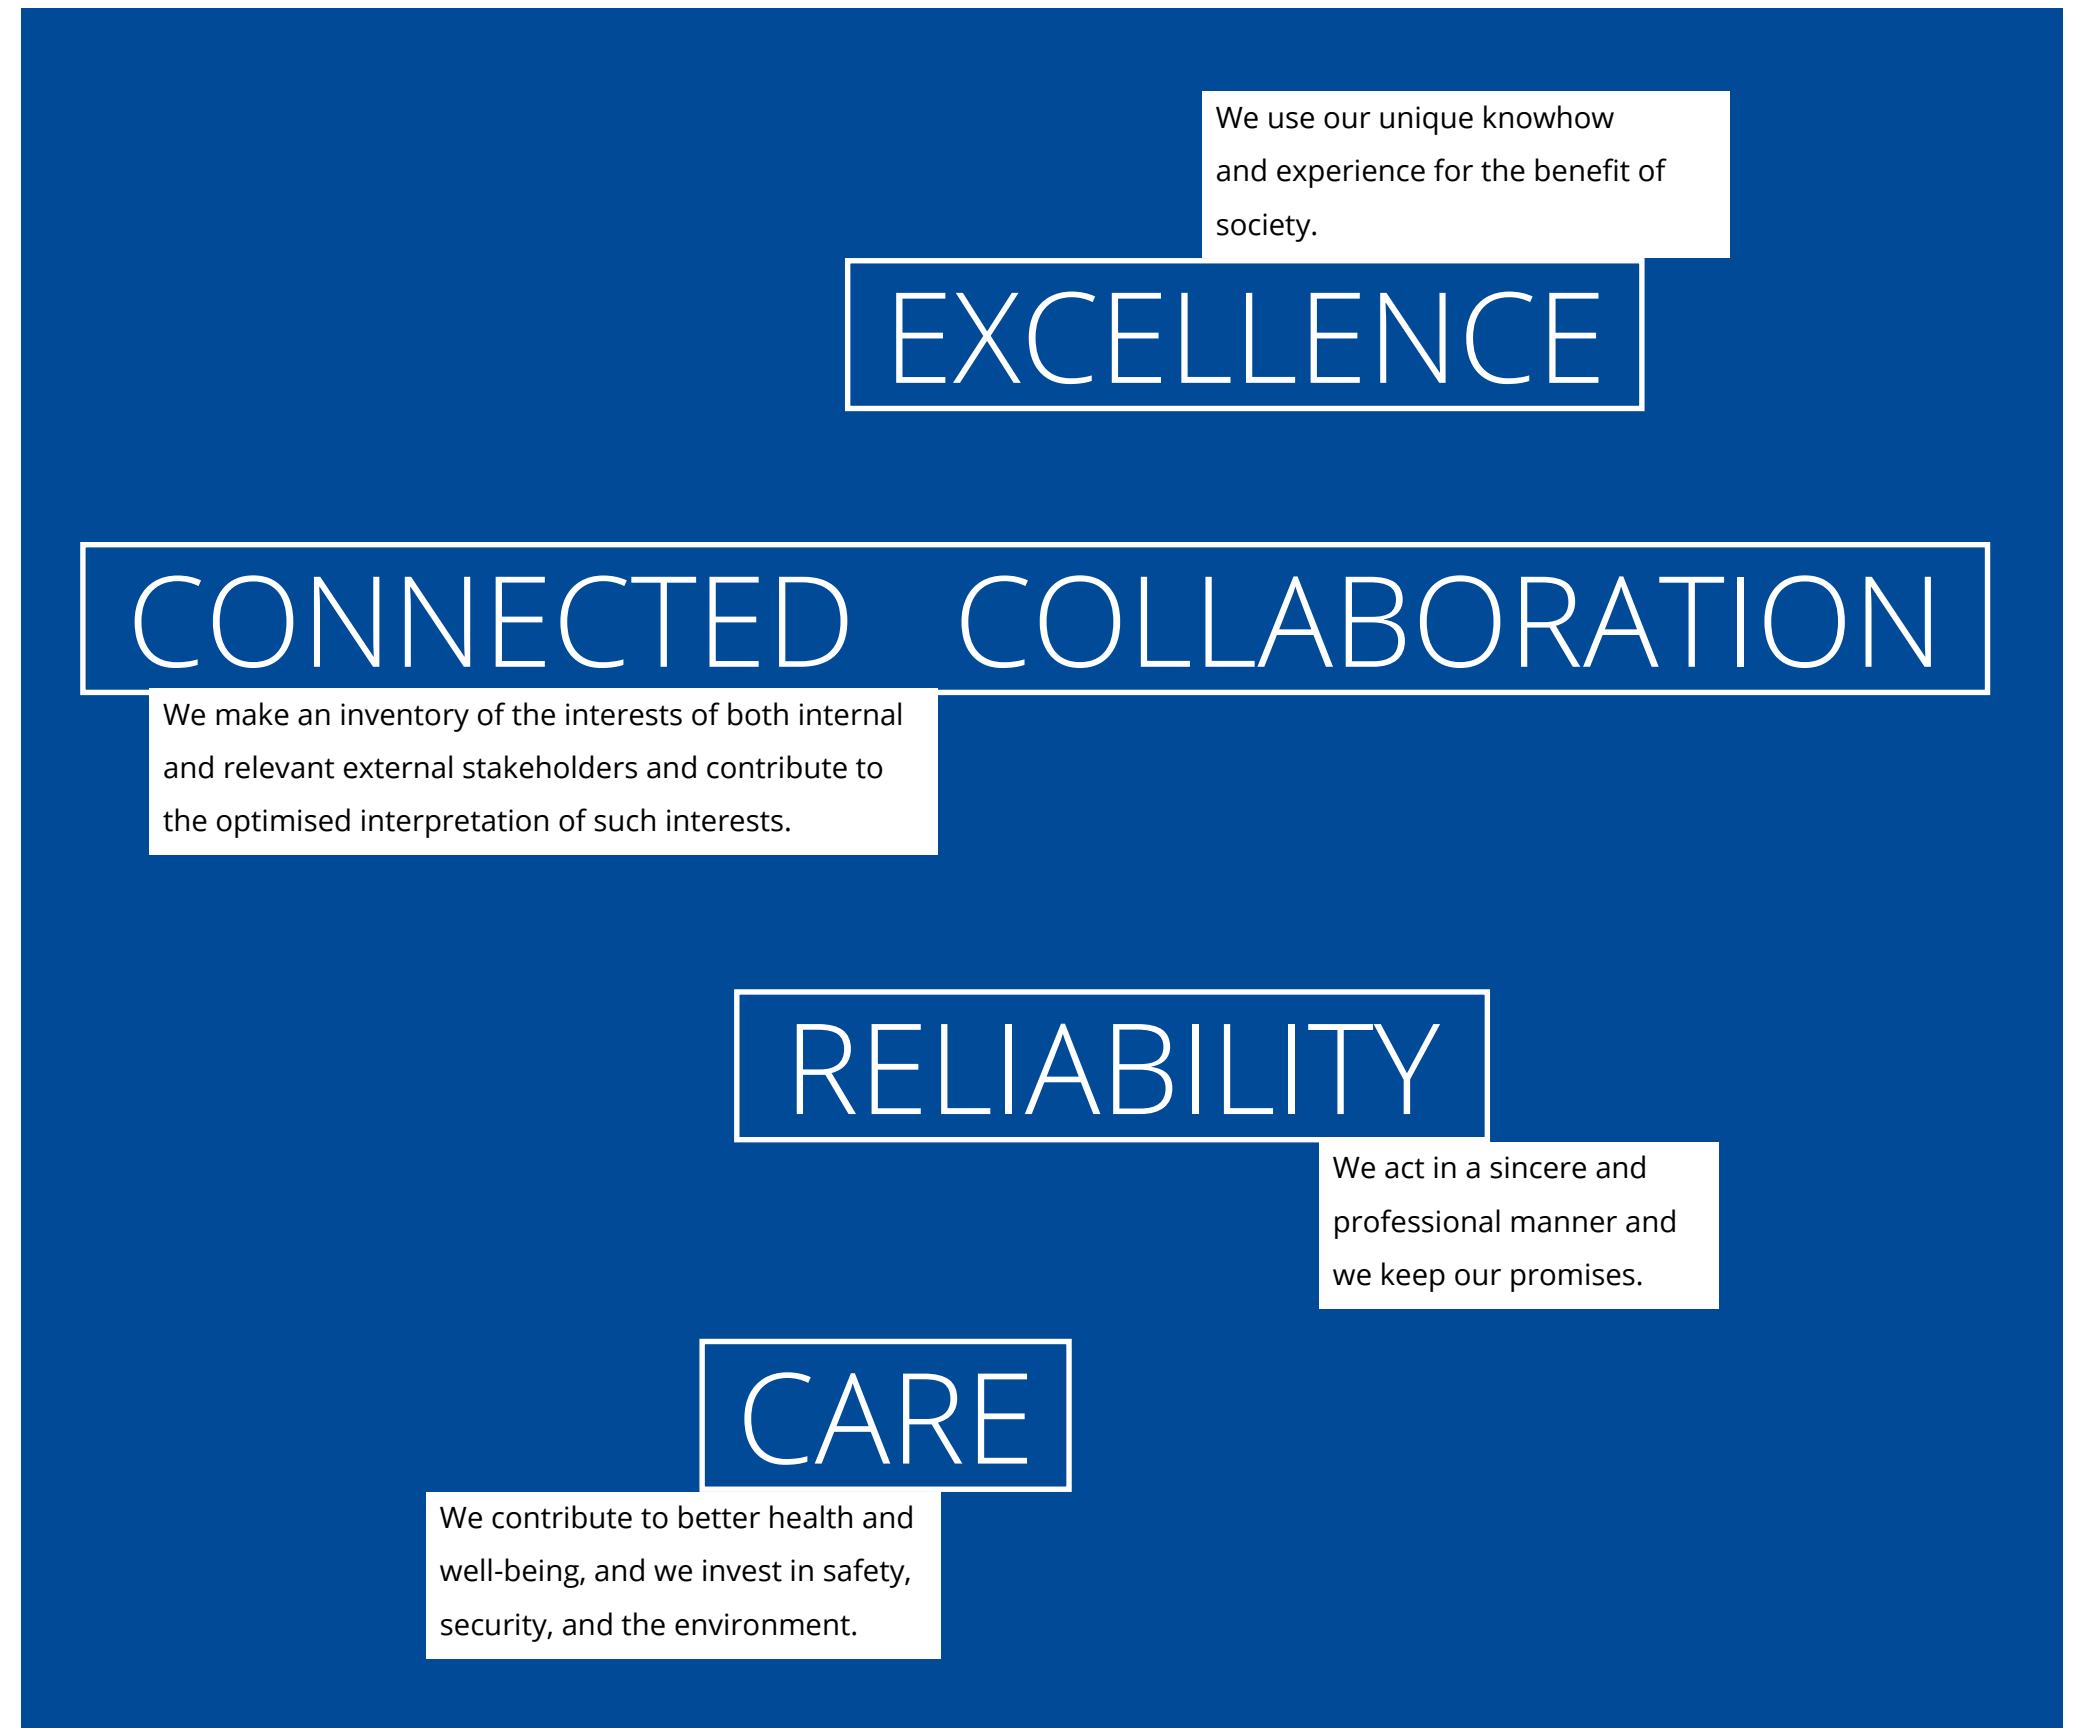 We use our unique knowhow
and experience for the benefit of
society.
EXCELLENCE
CONNECTED COLLABORATION
We make an inventory of the interests of both internal
and relevant external stakeholders and contribute to
the optimised interpretation of such interests.
RELIABILITY
We act in a sincere and
professional manner and
we keep our promises.
CARE
We contribute to better health and
well-being, and we invest in safety,
security, and the environment.